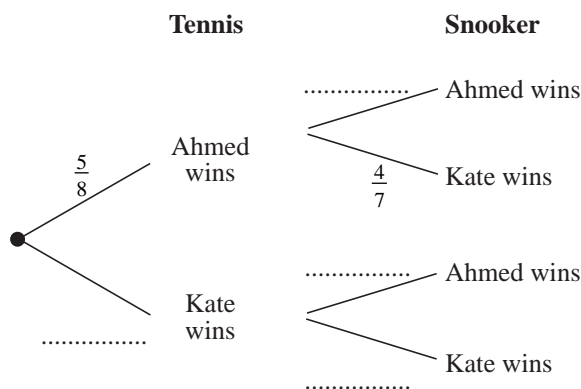 Tennis Snooker
.................. Ahmed wins
5/8 Ahmed wins
4/7 Kate wins
.................. Ahmed wins
Kate wins
..................
Kate wins
..................